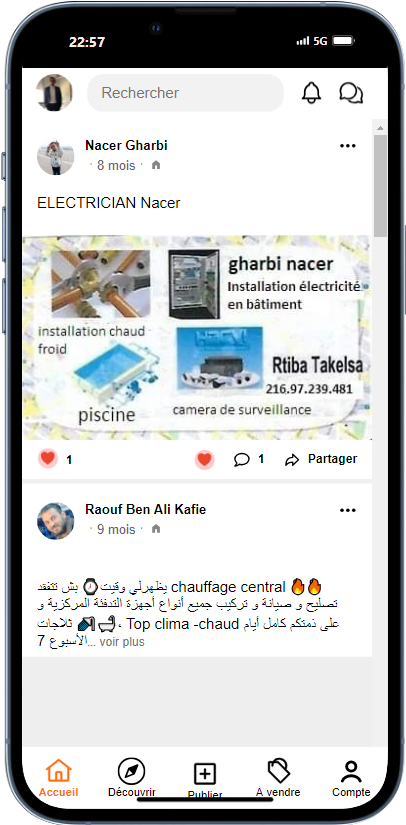 22:57
5G
Rechercher
Nacer Gharbi
· 8 mois ·
ELECTRICIAN Nacer
gharbi nacer
Installation électricité
en bâtiment
installation chaud
froid
Rtiba Takelsa
216.97.239.481
piscine
camera de surveillance
1
1
Partager
Raouf Ben Ali Kafie
· 9 mois ·
🔥🔥 chauffage central يظهرلي وقيت⌚ بش تتفقد
تصليح و صيانة و تركيب جميع أنواع أجهزة التدفئة المركزية و
على ذمتكم كامل أيام Top clima -chaud ،🛁🚿 ثلاجات
الأسبوع 7... voir plus
Accueil
Découvrir
Publier
A vendre
Compte